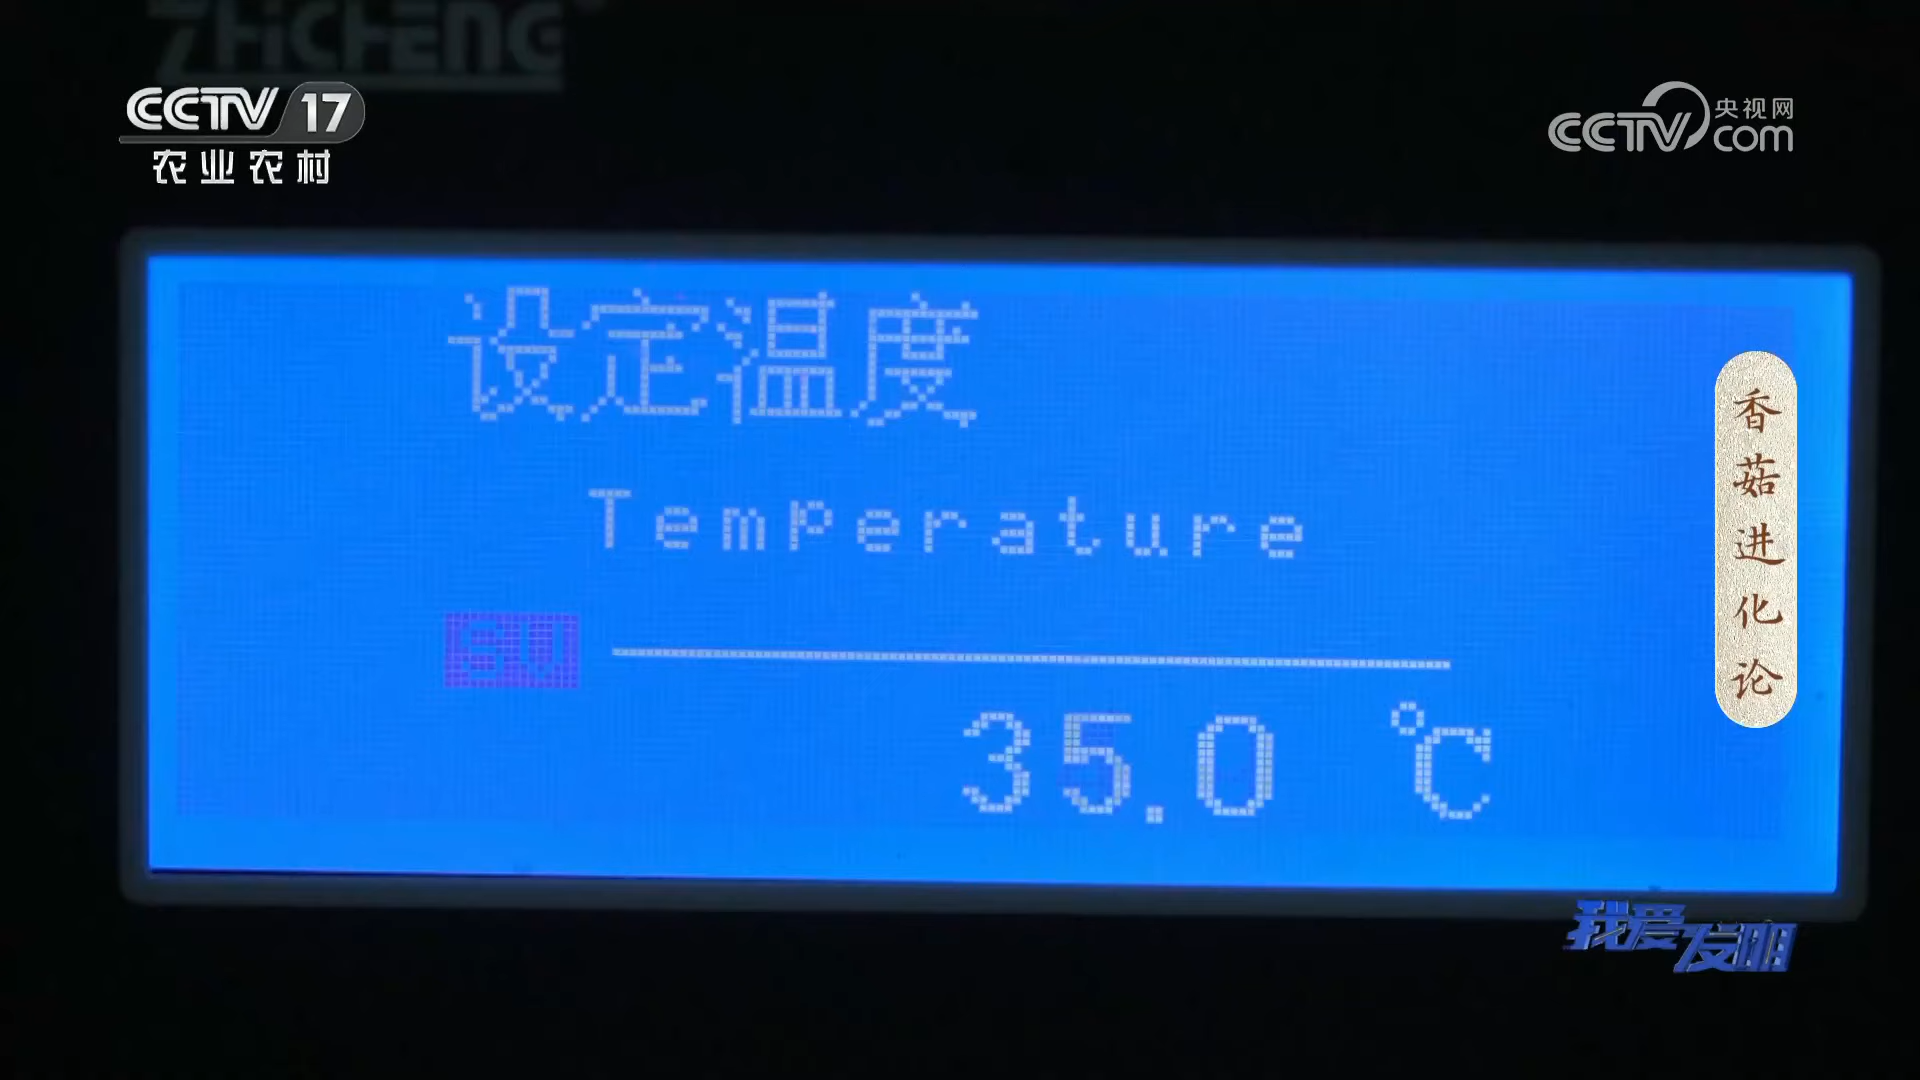 ZHICHENG
CCTV 17
农业农村
CCTV 央视网
com
设定温度
Temperature
SV
35.0 ℃
香菇进化论
我爱发明